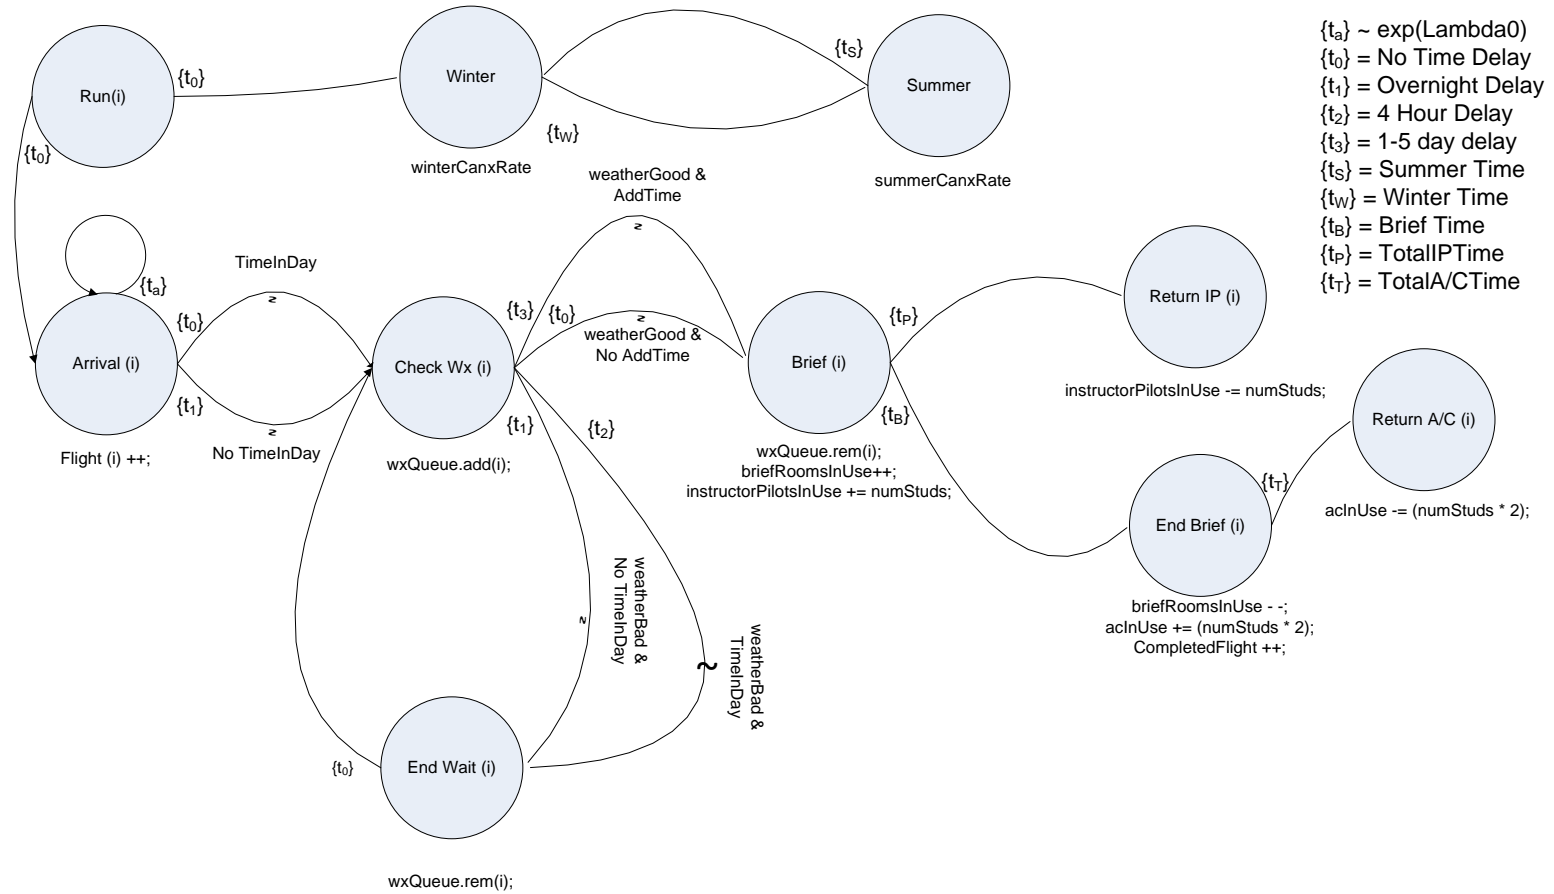 Run(i)
{t0}
{t0}
Winter
winterCanxRate
{tW}
{tS}
Summer
summerCanxRate
{ta} ~ exp(Lambda0)
{t0} = No Time Delay
{t1} = Overnight Delay
{t2} = 4 Hour Delay
{t3} = 1-5 day delay
{tS} = Summer Time
{tW} = Winter Time
{tB} = Brief Time
{tP} = TotalIPTime
{tT} = TotalA/CTime
{ta}
Arrival (i)
Flight (i) ++;
{t0}
{t1}
TimeInDay
No TimeInDay
Check Wx (i)
wxQueue.add(i);
{t3}
{t0}
{t1}
{t2}
weatherGood &
AddTime
weatherGood &
No AddTime
Brief (i)
wxQueue.rem(i);
briefRoomsInUse++;
instructorPilotsInUse += numStuds;
{tP}
{tB}
Return IP (i)
instructorPilotsInUse -= numStuds;
End Brief (i)
briefRoomsInUse - -;
acInUse += (numStuds * 2);
CompletedFlight ++;
{tT}
Return A/C (i)
acInUse -= (numStuds * 2);
weatherBad &
No TimeInDay
weatherBad &
TimeInDay
End Wait (i)
{t0}
wxQueue.rem(i);